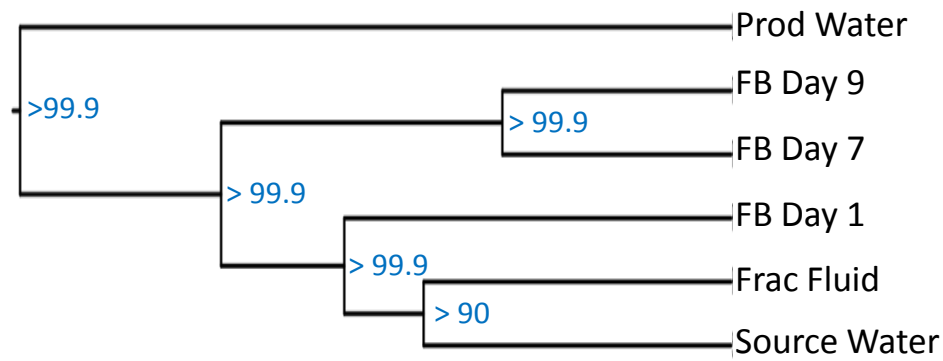 Prod Water
FB Day 9
>99.9
> 99.9
FB Day 7
> 99.9
FB Day 1
> 99.9
Frac Fluid
> 90
Source Water